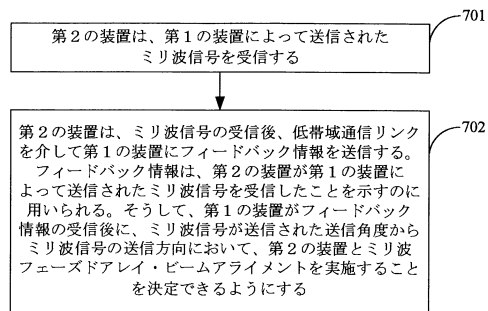 701
第2の装置は、第1の装置によって送信された
ミリ波信号を受信する
702
第2の装置は、ミリ波信号の受信後、低帯域通信リンク
を介して第1の装置にフィードバック情報を送信する。
フィードバック情報は、第2の装置が第1の装置に
よって送信されたミリ波信号を受信したことを示すのに
用いられる。そうして、第1の装置がフィードバック
情報の受信後に、ミリ波信号が送信された送信角度から
ミリ波信号の送信方向において、第2の装置とミリ波
フェーズドアレイ・ビームアライメントを実施すること
を決定できるようにする